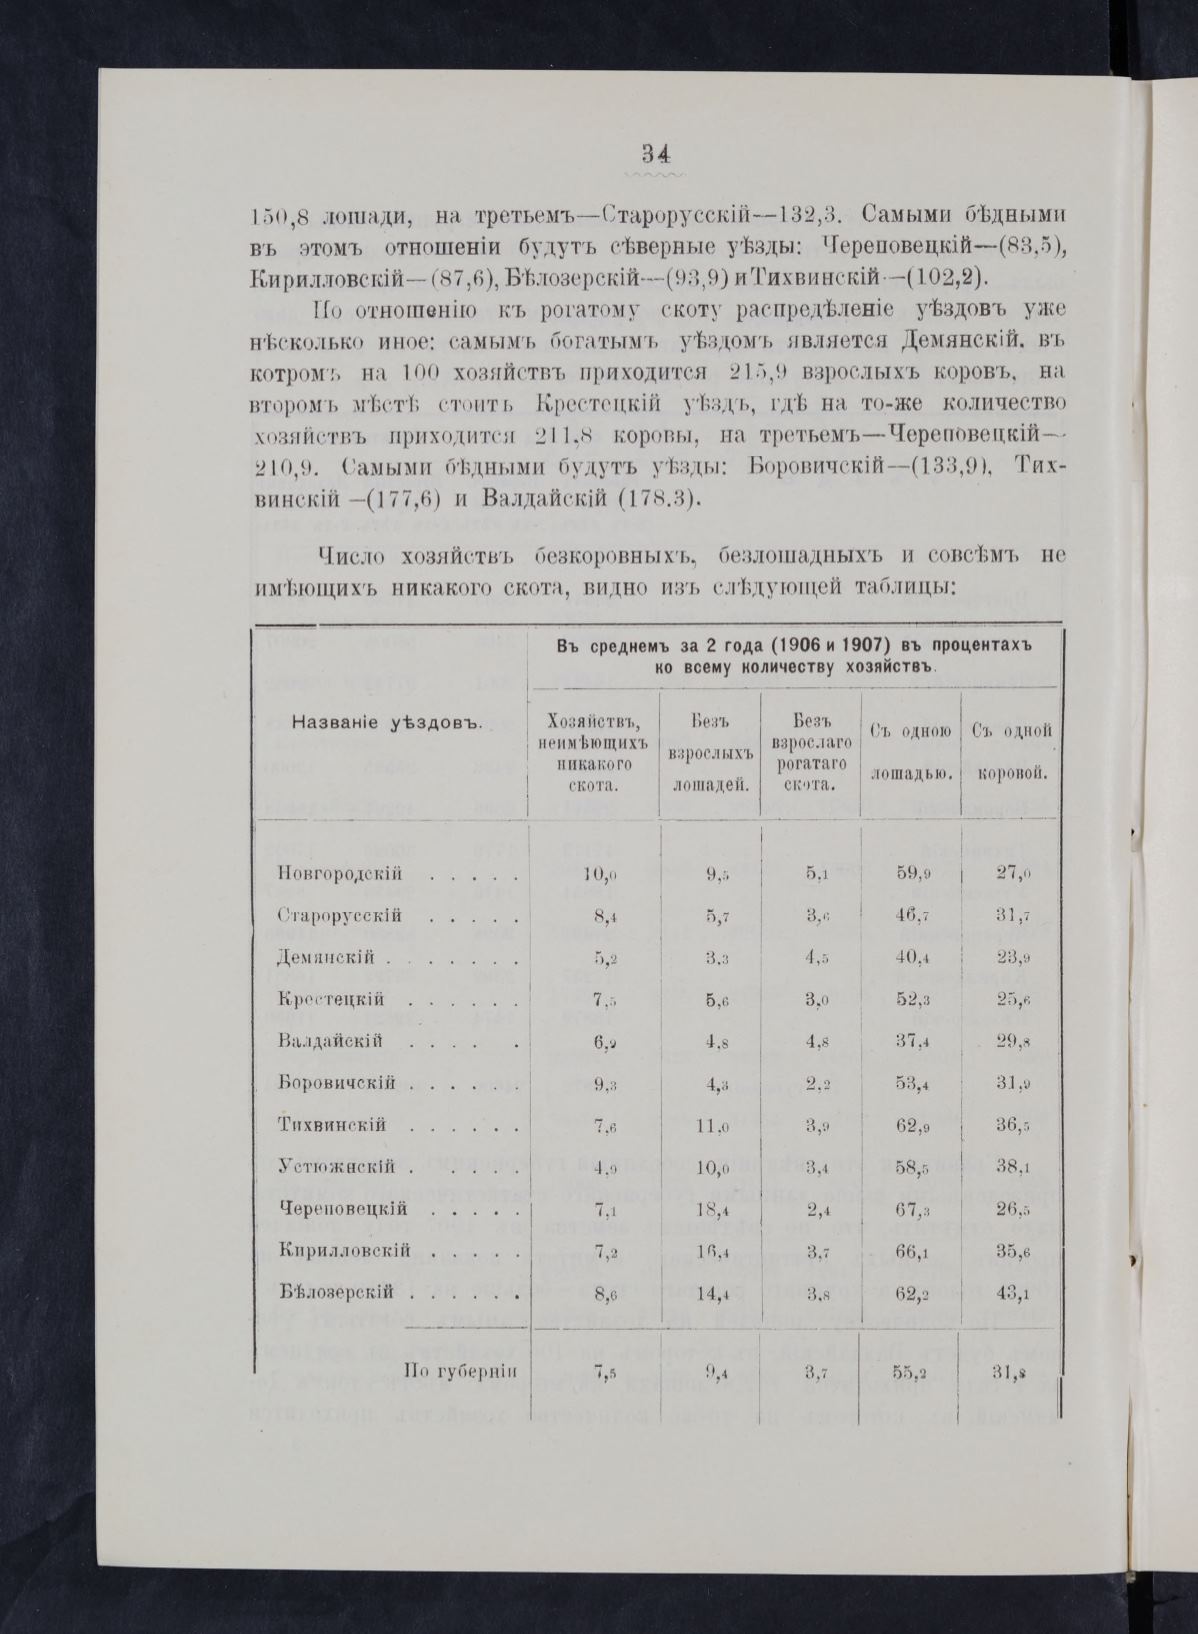 34
150,8 лошади, на третьемъ—Старорусскій—132,3. Самыми бѣдными
въ этомъ отношеніи будутъ сѣверные уѣзды: Череповецкій—(83,5),
Кирилловскій—(87,6), Бѣлозерскій—(93,9) и Тихвинскій—(102,2).
По отношенію къ рогатому скоту распредѣленіе уѣздовъ уже
нѣсколько иное: самымъ богатымъ уѣздомъ является Демянскій, въ
котромъ на 100 хозяйствъ приходится 215,9 взрослыхъ коровъ, на
второмъ мѣстѣ стоитъ Крестецкій уѣздъ, гдѣ на то-же количество
хозяйствъ приходится 211,8 коровы, на третьемъ—Череповецкій—
210,9. Самыми бѣдными будутъ уѣзды: Боровичскій—(133,9), Тих-
винскій—(177,6) и Валдайскій (178.3).
Число хозяйствъ безкоровныхъ, безлошадныхъ и совсѣмъ не
имѣющихъ никакого скота, видно изъ слѣдующей таблицы:
Названіе уѣздовъ.
Въ среднемъ за 2 года (1906 и 1907) въ процентахъ
ко всему количеству хозяйствъ.
Хозяйствъ,
неимѣющихъ
никакого
скота.
Безъ
взрослыхъ
лошадей.
Безъ
взрослаго
рогатаго
скота.
Съ одною
лошадью.
Съ одной
коровой.
Новгородскій . . . . . 10,0 9,5 5,1 59,9 27,0
Старорусскій . . . . . 8,4 5,7 3,6 46,7 31,7
Демянскій . . . . . . . 5,2 3,3 4,5 40,4 23,9
Крестецкій . . . . . . 7,5 5,6 3,0 52,3 25,6
Валдайскій . . . . . 6,9 4,8 4,8 37,4 29,8
Боровичскій . . . . . . 9,3 4,3 2,2 53,4 31,9
Тихвинскій . . . . . . 7,6 11,0 3,9 62,9 36,5
Устюжнскій . . . . . . 4,9 10,0 3,4 58,5 38,1
Череповецкій . . . . . 7,1 18,4 2,4 67,3 26,5
Кирилловскій . . . . . 7,2 16,4 3,7 66,1 35,6
Бѣлозерскій . . . . . . 8,6 14,4 3,8 62,2 43,1
По губерніи 7,5 9,4 3,7 55,2 31,8